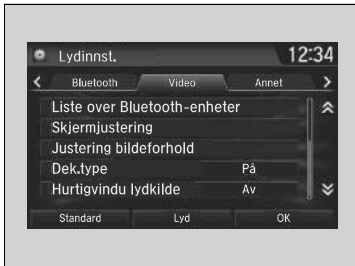 Lydinnst. 12:34
Bluetooth Video Annet
Liste over Bluetooth-enheter
Skjermjustering
Justering bildeforhold
Dek.type På
Hurtigvindu lydkilde Av
Standard Lyd OK